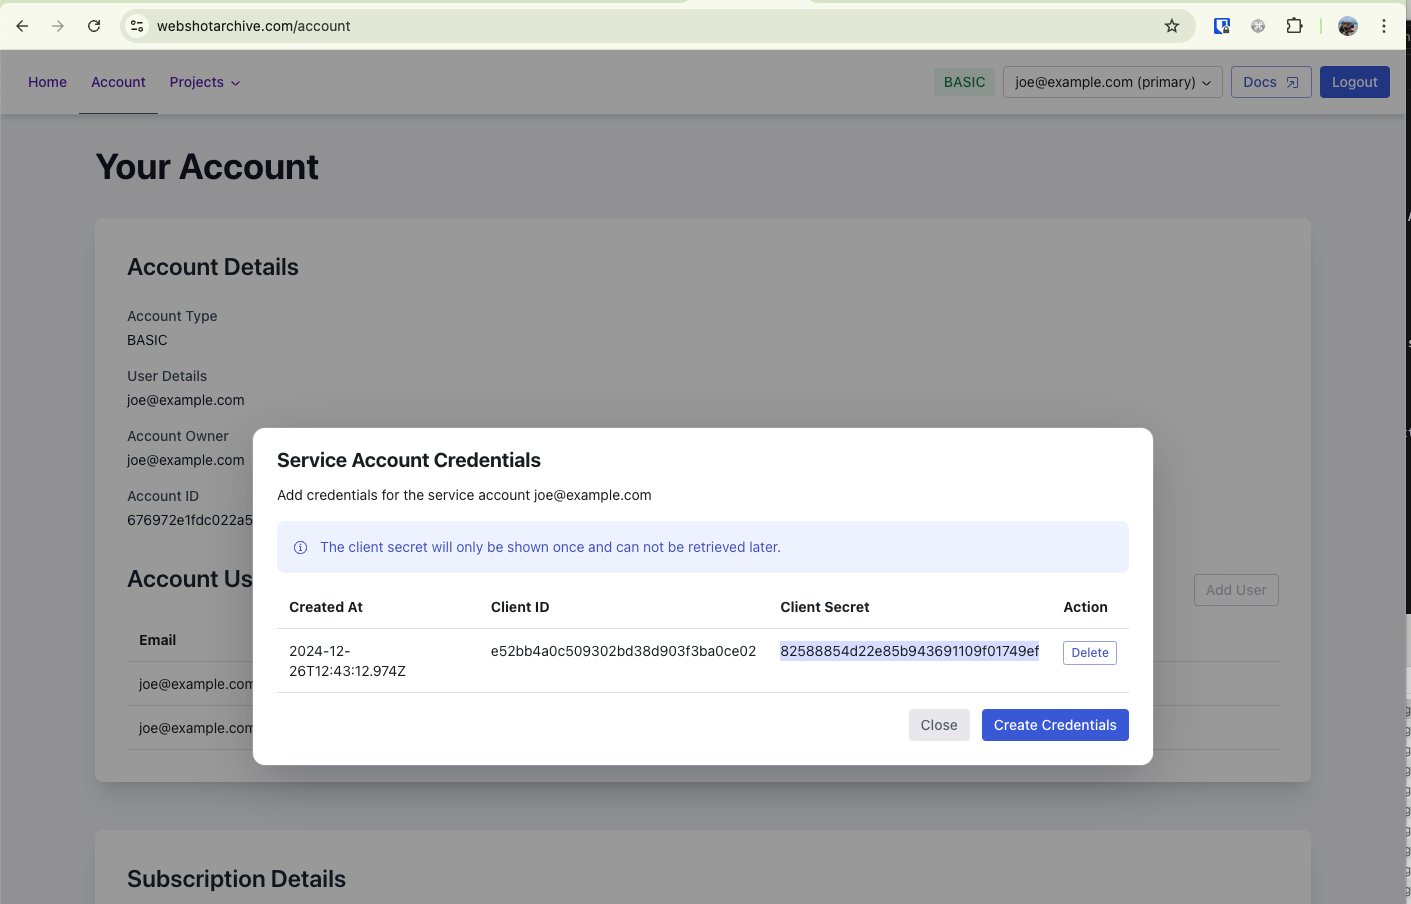 webshotarchive.com/account
Home Account Projects BASIC joe@example.com (primary) Docs Logout
Your Account
Account Details
Account Type
BASIC
User Details
joe@example.com
Account Owner
joe@example.com
Account ID
676972e1fdc022a5
Account Us
Add User
Email
joe@example.com
joe@example.com
Service Account Credentials
Add credentials for the service account joe@example.com
The client secret will only be shown once and can not be retrieved later.
Created At Client ID Client Secret Action
2024-12-
26T12:43:12.974Z e52bb4a0c509302bd38d903f3ba0ce02 82588854d22e85b943691109f01749ef Delete
Close Create Credentials
Subscription Details